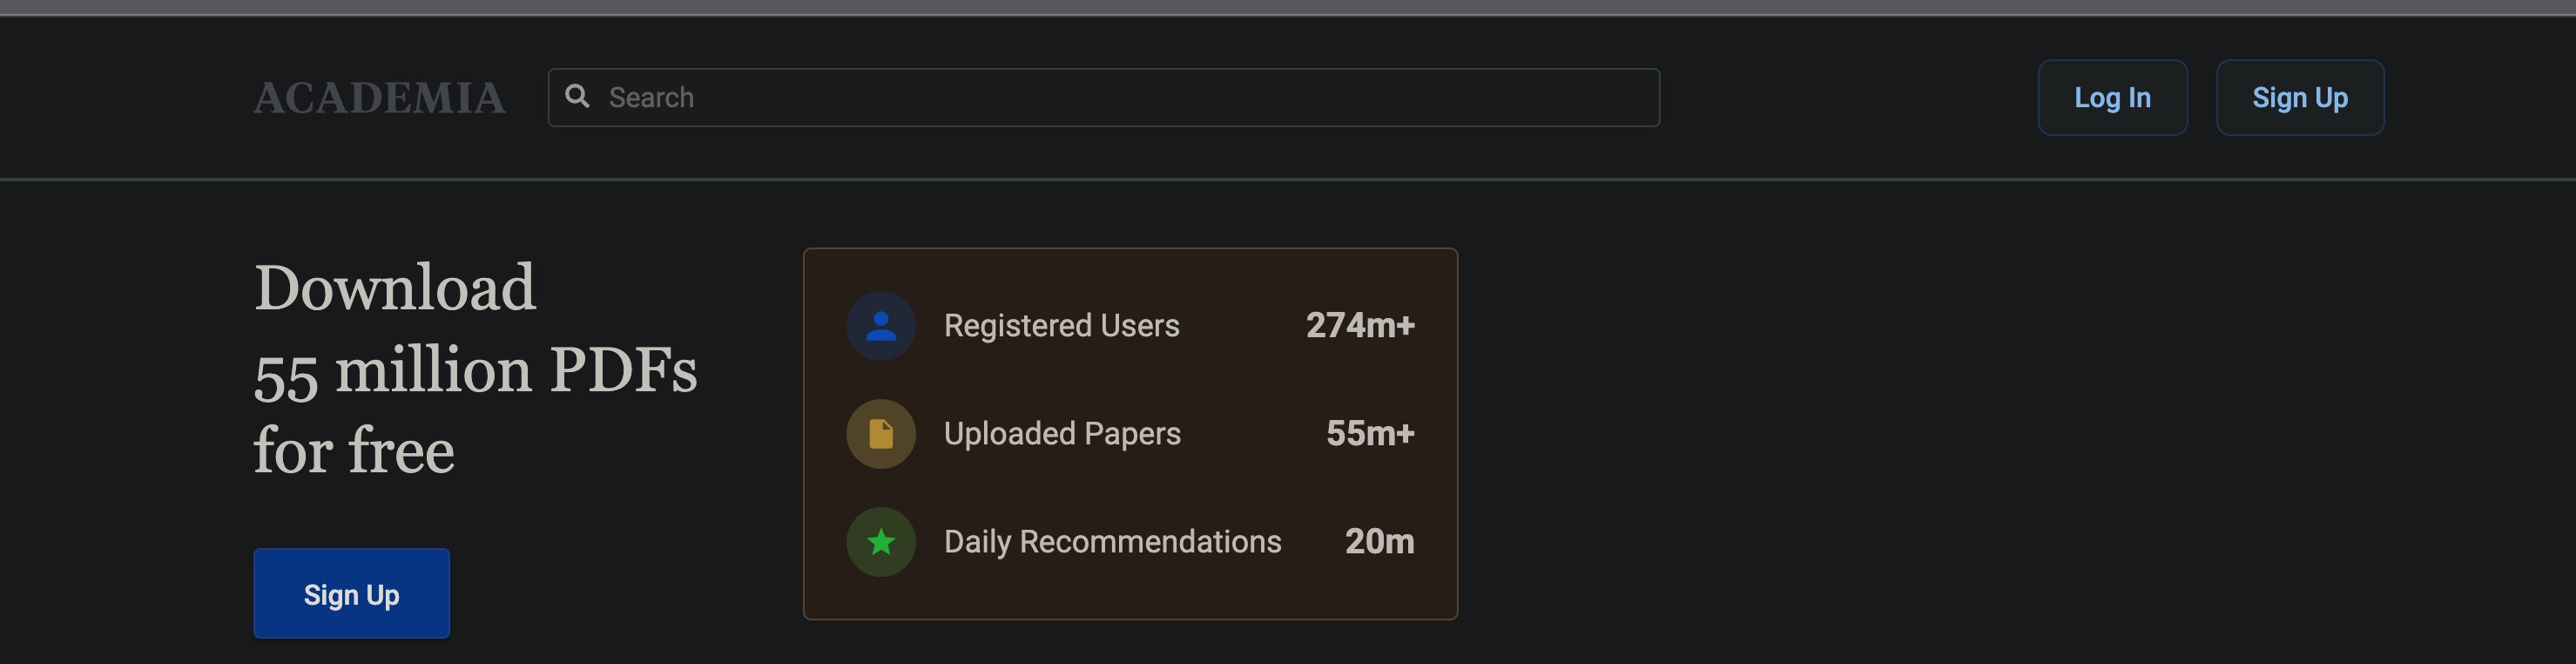 ACADEMIA
Search
Log In
Sign Up
Download
55 million PDFs
for free
Sign Up
Registered Users 274m+
Uploaded Papers 55m+
Daily Recommendations 20m